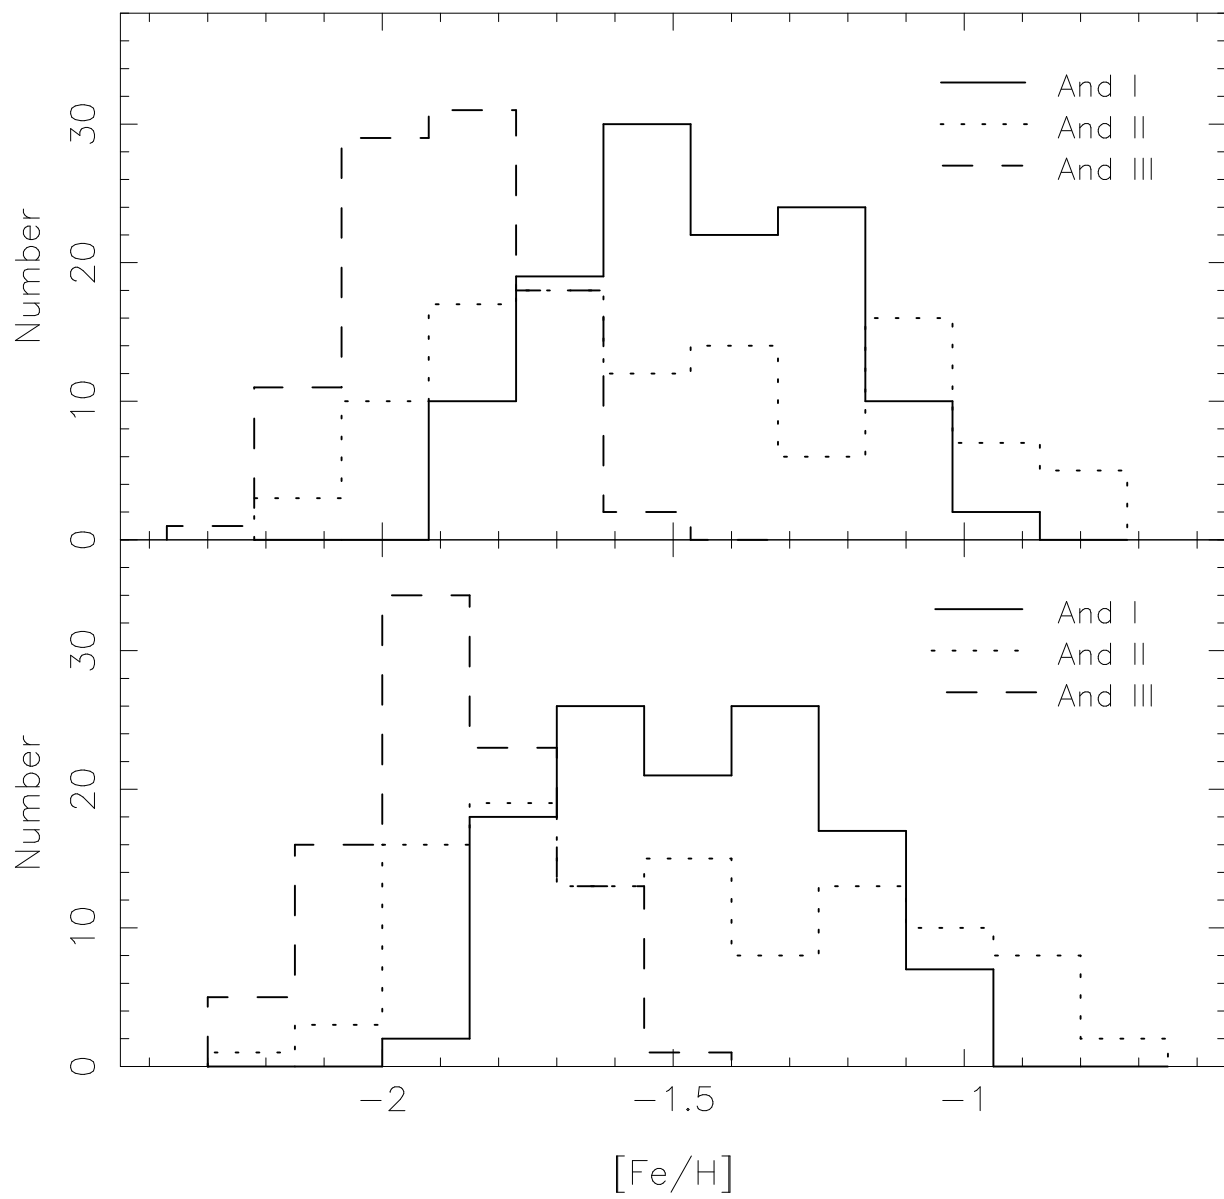 And I
And II
And III
30
20
10
0
Number
And I
And II
And III
30
20
10
0
Number
-2
-1.5
-1
[Fe/H]